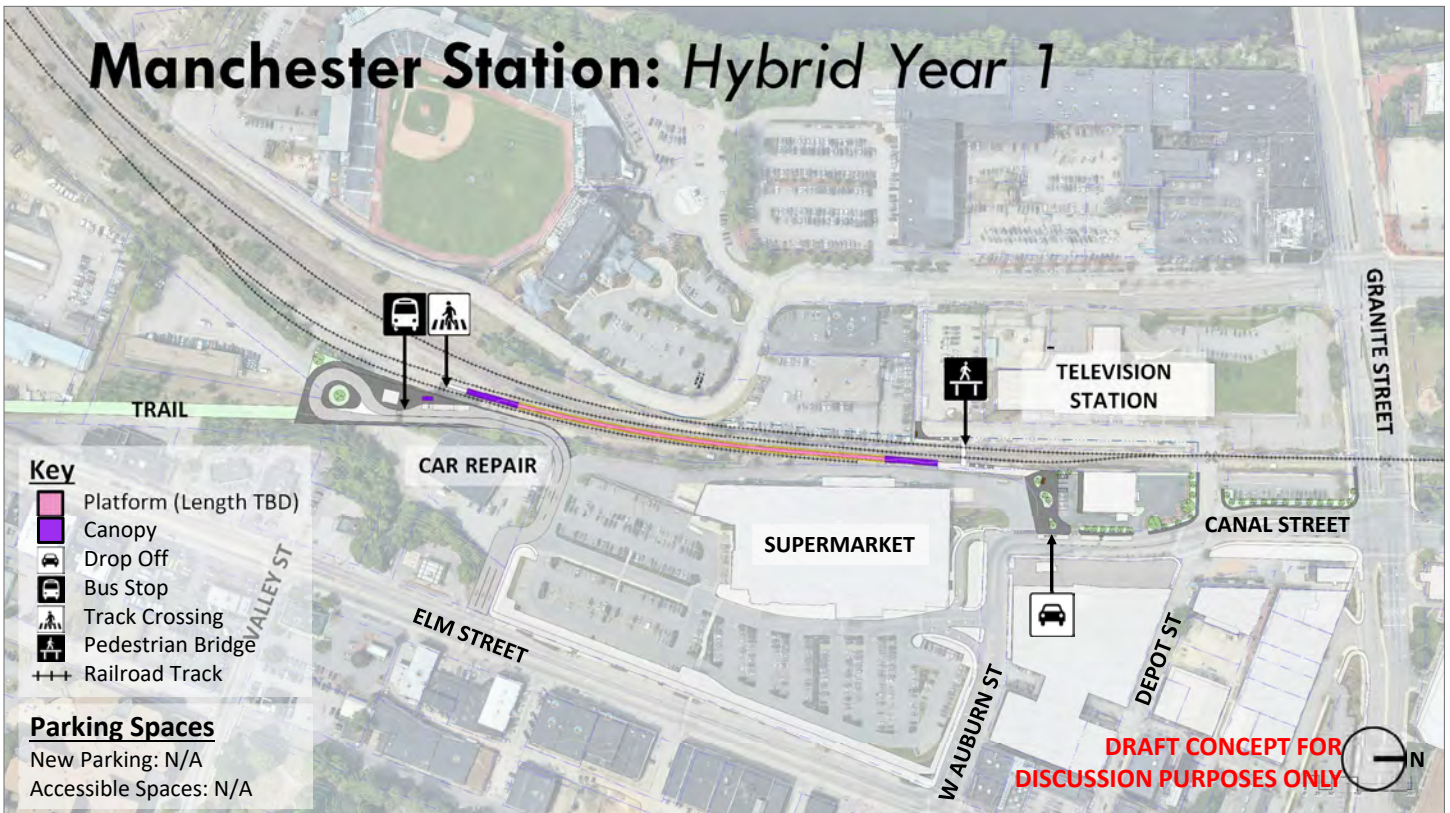 Manchester Station: Hybrid Year 1
GRANITE STREET
TELEVISION
STATION
TRAIL
CAR REPAIR
Key
Platform (Length TBD)
Canopy
Drop Off
Bus Stop
Track Crossing
Pedestrian Bridge
Railroad Track
VALLEY ST
SUPERMARKET
CANAL STREET
ELM STREET
DEPOT ST
W AUBURN ST
Parking Spaces
New Parking: N/A
Accessible Spaces: N/A
DRAFT CONCEPT FOR
DISCUSSION PURPOSES ONLY
N